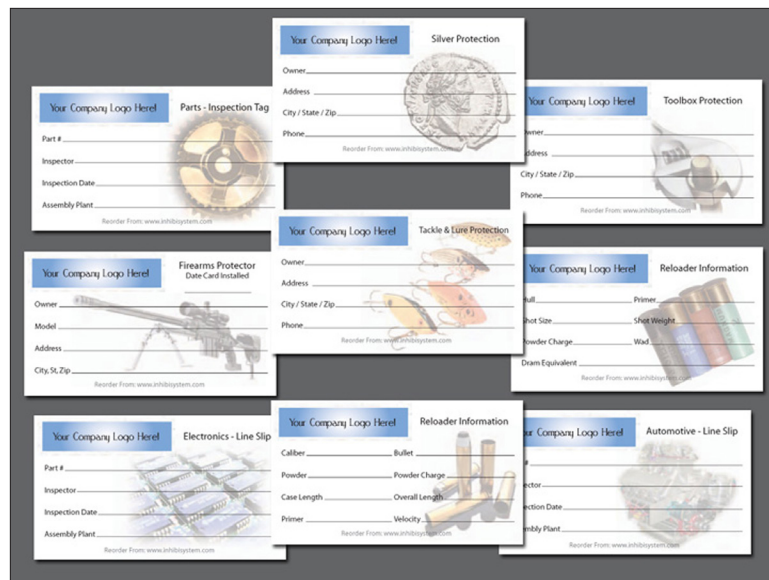 Your Company Logo Here!
Silver Protection
Owner
Address
City / State / Zip
Phone
Reorder From: www.inhibisystem.com
Your Company Logo Here!
Parts - Inspection Tag
Part #
Inspector
Inspection Date
Assembly Plant
Reorder From: www.inhibisystem.com
Your Company Logo Here!
Toolbox Protection
Owner
Address
City / State / Zip
Phone
Reorder From: www.inhibisystem.com
Your Company Logo Here!
Tackle & Lure Protection
Owner
Address
City / State / Zip
Phone
Your Company Logo Here!
Firearms Protector
Date Card Installed
Owner
Model
Address
City, St, Zip
Reorder From: www.inhibisystem.com
Your Company Logo Here!
Reloader Information
Hull Primer
Shot Size Shot Weight
Powder Charge Wad
Dram Equivalent
Reorder From: www.inhibisystem.com
Your Company Logo Here!
Electronics - Line Slip
Part #
Inspector
Inspection Date
Assembly Plant
Reorder From: www.inhibisystem.com
Your Company Logo Here!
Reloader Information
Caliber Bullet
Powder Powder Charge
Case Length Overall Length
Primer Velocity
Reorder From: www.inhibisystem.com
Your Company Logo Here!
Automotive - Line Slip
#
ector
ection Date
embly Plant
Reorder From: www.inhibisystem.com